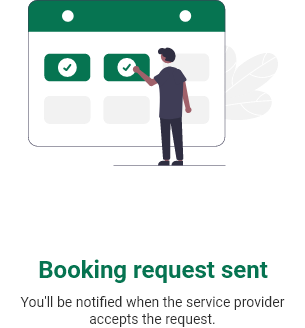 Booking request sent
You'll be notified when the service provider
accepts the request.